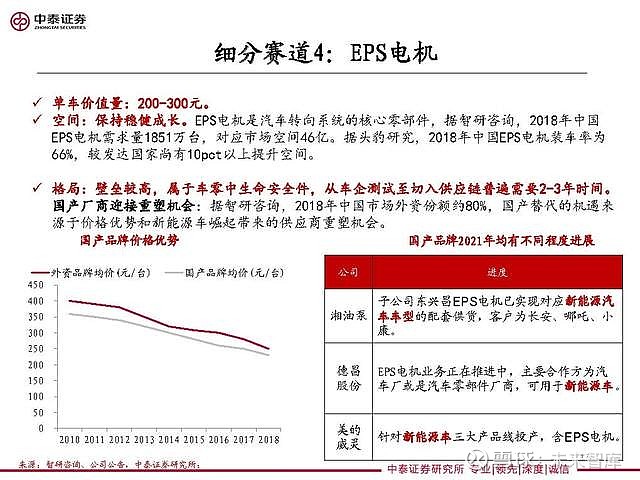 中泰证券
ZHONGTAI SECURITIES
细分赛道4：EPS电机
✓ 单车价值量：200-300元。
✓ 空间：保持稳健成长。EPS电机是汽车转向系统的核心零部件，据智研咨询，2018年中国
EPS电机需求量1851万台，对应市场空间46亿。据头豹研究，2018年中国EPS电机装车率为
66%，较发达国家尚有10pct以上提升空间。
✓ 格局：壁垒较高，属于车零中生命安全件，从车企测试至切入供应链普遍需要2-3年时间。
国产厂商迎接重塑机会：据智研咨询，2018年中国市场外资份额约80%，国产替代的机遇来
源于价格优势和新能源车崛起带来的供应商重塑机会。
国产品牌价格优势
外资品牌均价(元/台) 国产品牌均价(元/台)
450
400
350
300
250
200
150
100
50
0
2010 2011 2012 2013 2014 2015 2016 2017 2018
国产品牌2021年均有不同程度进展
公司 进度
湘油泵 子公司东兴昌EPS电机已实现对应新能源汽
车车型的配套供货，客户为长安、哪吒、小
康。
德昌
股份
EPS电机业务正在推进中，主要合作方为汽
车厂或是汽车零部件厂商，可用于新能源车。
美的
威灵
针对新能源车三大产品线投产，含EPS电机。
来源：智研咨询、公司公告，中泰证券研究所；
中泰证券研究所 专业|领先|深度|诚信
雪球：未来智库